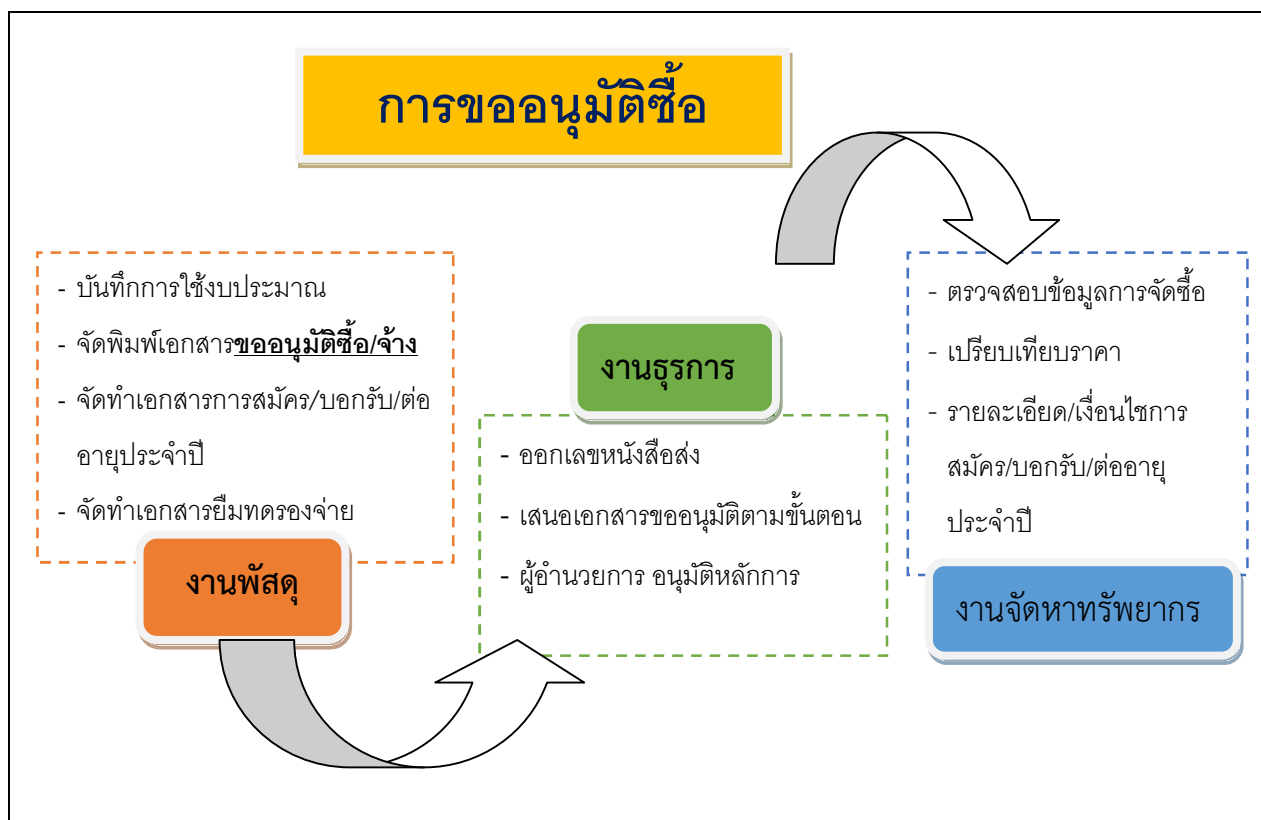 การขออนุมัติซื้อ
- บันทึกการใช้งบประมาณ
- จัดพิมพ์เอกสารขออนุมัติซื้อ/จ้าง
- จัดทำเอกสารการสมัคร/บอกรับ/ต่อ
อายุประจำปี
- จัดทำเอกสารยืมทดรองจ่าย
งานพัสดุ
งานธุรการ
- ออกเลขหนังสือส่ง
- เสนอเอกสารขออนุมัติตามขั้นตอน
- ผู้อำนวยการ อนุมัติหลักการ
- ตรวจสอบข้อมูลการจัดซื้อ
- เปรียบเทียบราคา
- รายละเอียด/เงื่อนไชการ
สมัคร/บอกรับ/ต่ออายุ
ประจำปี
งานจัดหาทรัพยากร